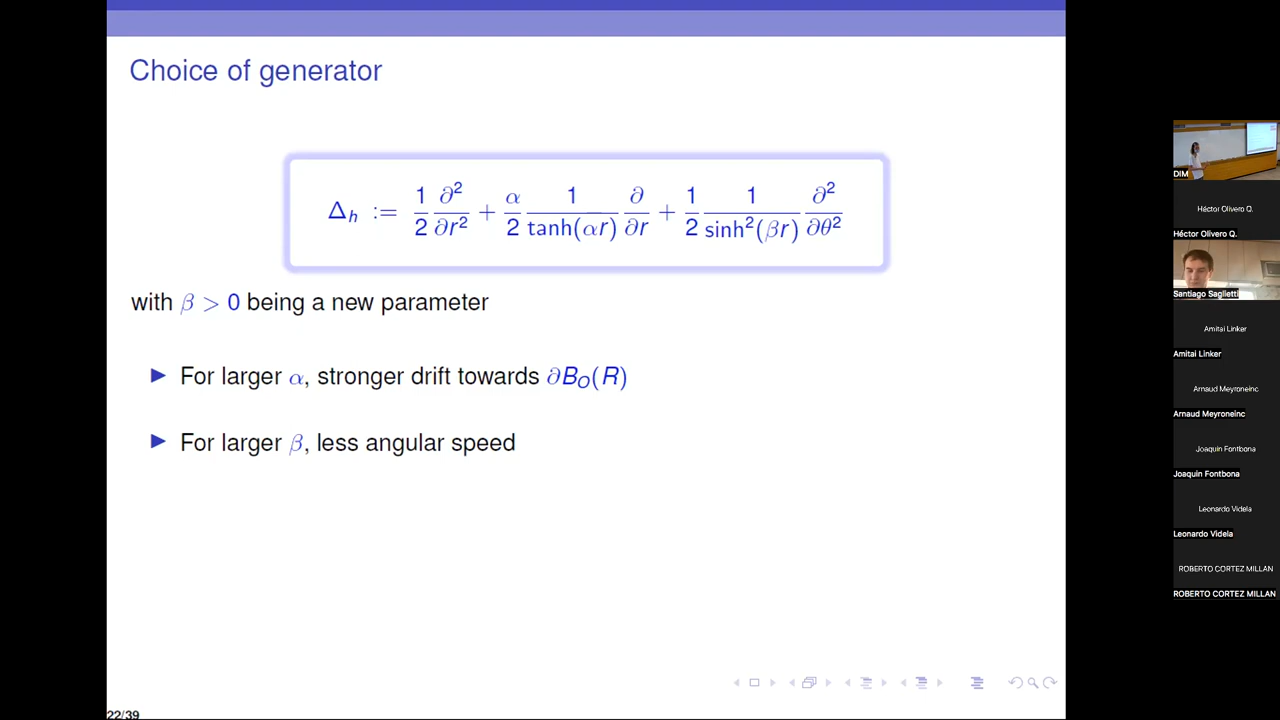 Choice of generator
Δ_h := 1/2 ∂²/∂r² + α/2 1/tanh(αr) ∂/∂r + 1/2 1/sinh²(βr) ∂²/∂θ²
with β > 0 being a new parameter
▶ For larger α, stronger drift towards ∂B_O(R)
▶ For larger β, less angular speed
22/39
DIM
Héctor Olivero Q.
Héctor Olivero Q.
Santiago Saglietti
Amitai Linker
Amitai Linker
Arnaud Meyroneinc
Arnaud Meyroneinc
Joaquin Fontbona
Joaquin Fontbona
Leonardo Videla
Leonardo Videla
ROBERTO CORTEZ MILLAN
ROBERTO CORTEZ MILLAN